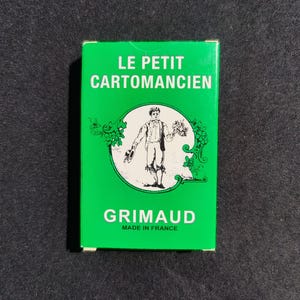 LE PETIT
CARTOMANCIEN
GRIMAUD
MADE IN FRANCE